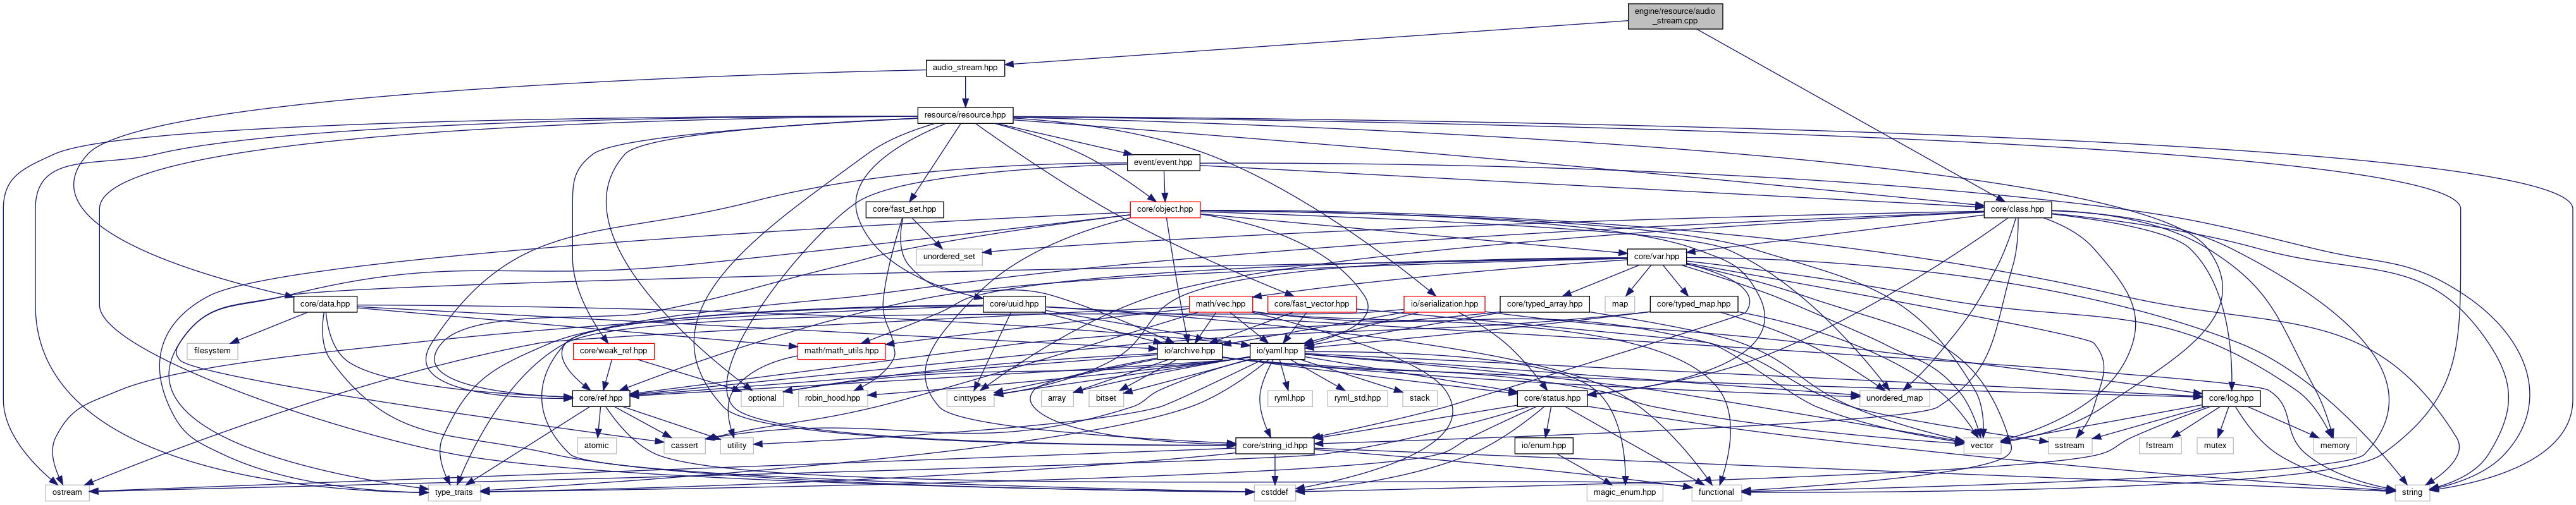 engine/resource/audio
_stream.cpp
audio_stream.hpp
resource/resource.hpp
event/event.hpp
core/fast_set.hpp
core/object.hpp
core/class.hpp
unordered_set
core/var.hpp
core/data.hpp
core/uuid.hpp
math/vec.hpp
core/fast_vector.hpp
io/serialization.hpp
core/typed_array.hpp
map
core/typed_map.hpp
filesystem
core/weak_ref.hpp
math/math_utils.hpp
io/archive.hpp
io/yaml.hpp
core/ref.hpp
optional
robin_hood.hpp
cinttypes
array
bitset
ryml.hpp
ryml_std.hpp
stack
core/status.hpp
unordered_map
core/log.hpp
atomic
cassert
utility
core/string_id.hpp
io/enum.hpp
vector
sstream
fstream
mutex
memory
ostream
type_traits
cstddef
magic_enum.hpp
functional
string